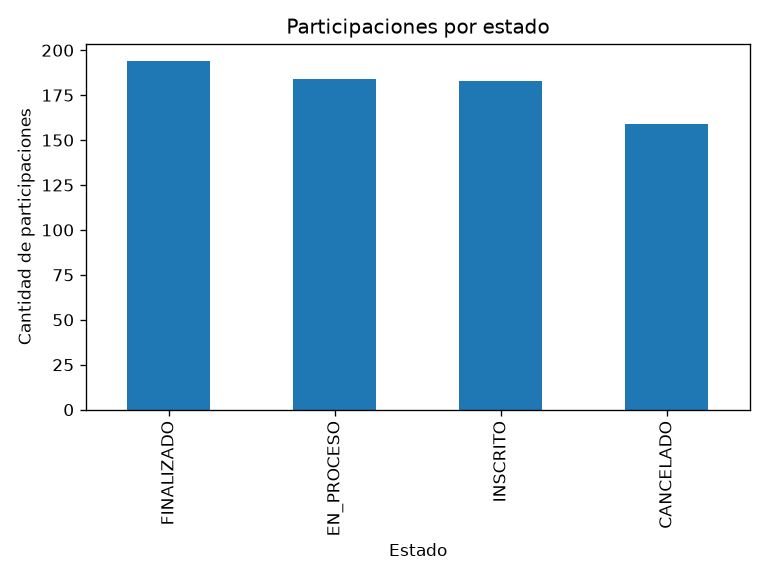 Participaciones por estado
Cantidad de participaciones
200
175
150
125
100
75
50
25
0
FINALIZADO
EN_PROCESO
INSCRITO
CANCELADO
Estado